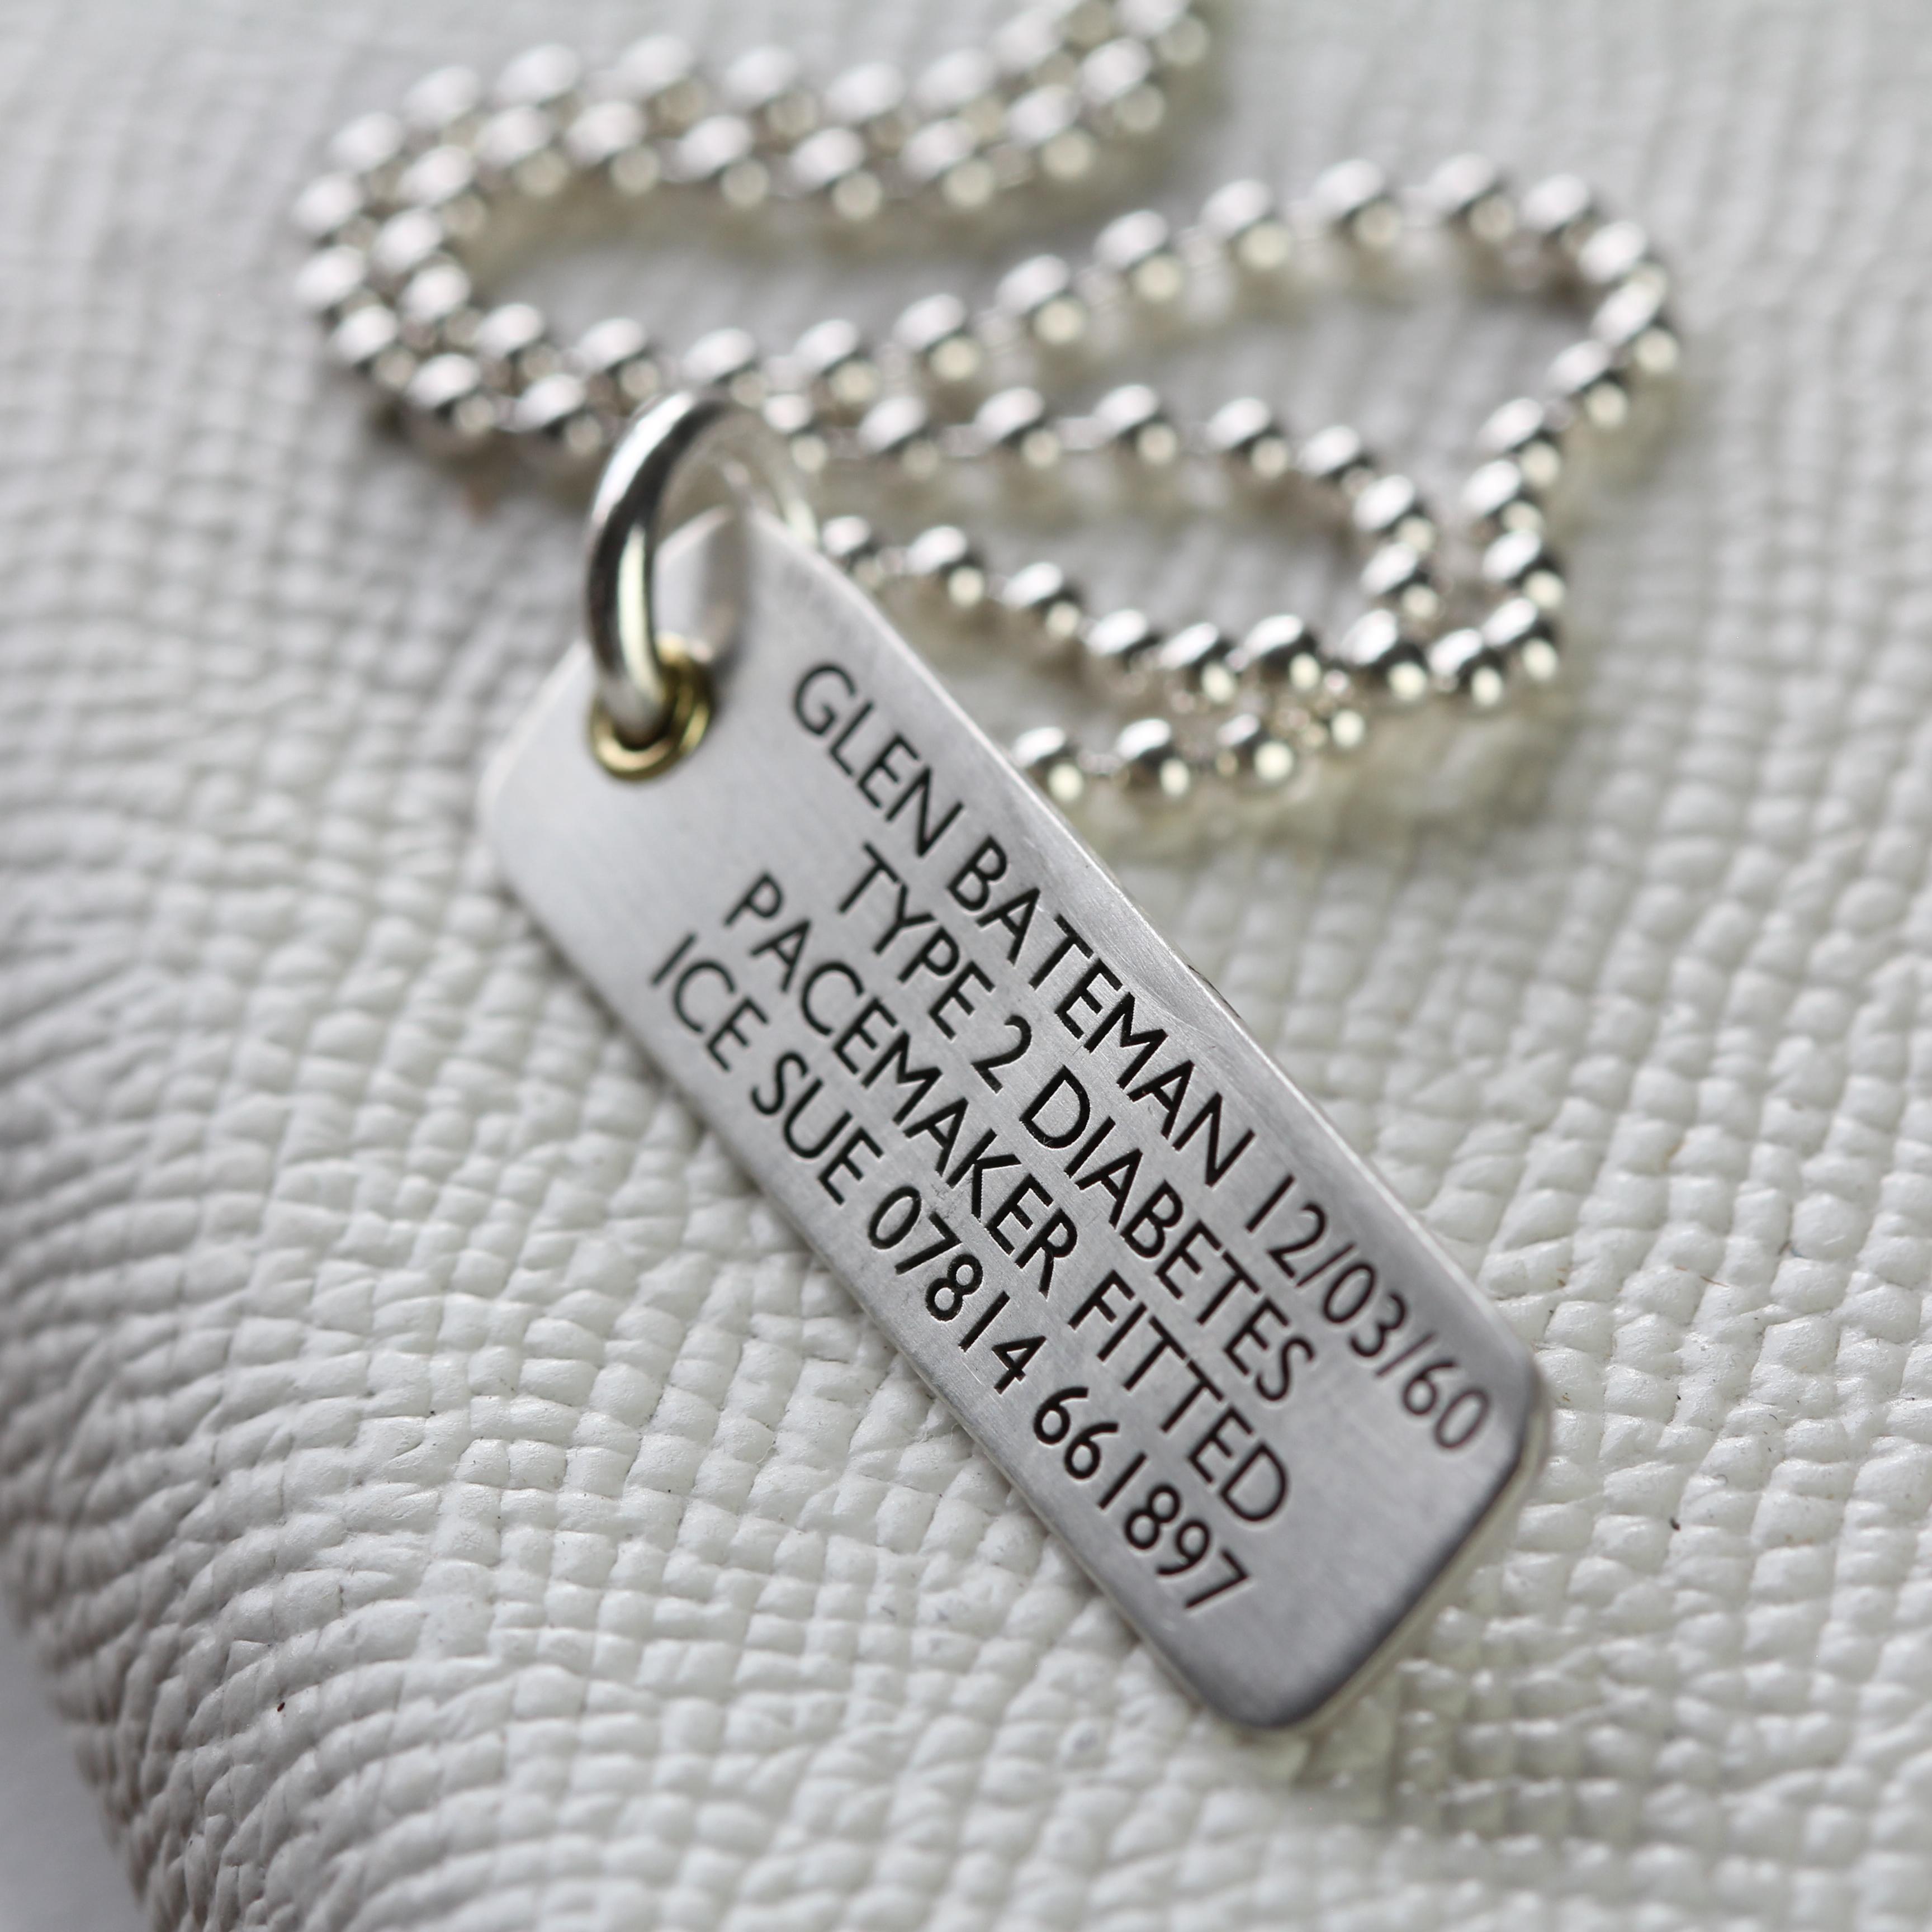 GLEN BATEMAN 12/03/60
TYPE 2 DIABETES
PACEMAKER FITTED
ICE SUE 07814 661897